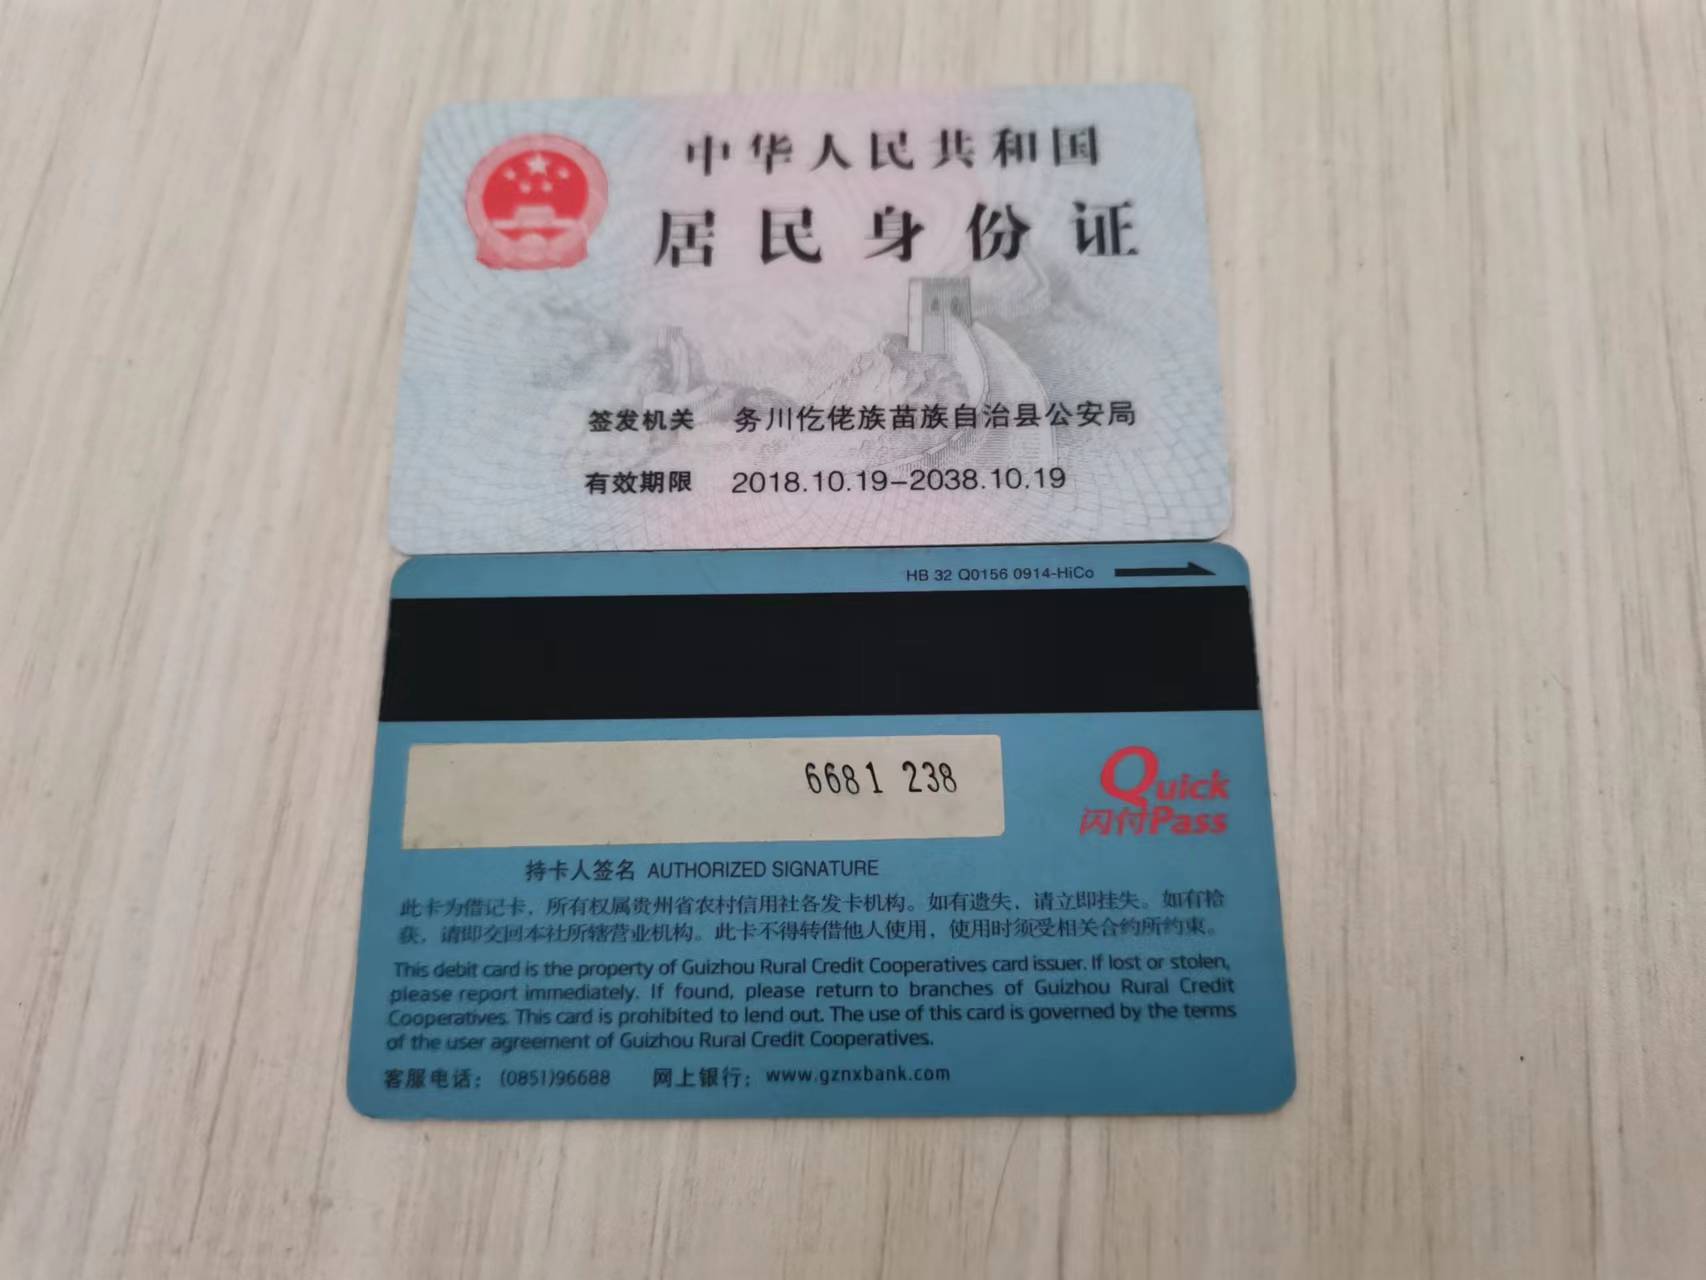 中华人民共和国
居民身份证
签发机关 务川仡佬族苗族自治县公安局
有效期限 2018.10.19-2038.10.19
HB 32 Q0156 0914-HiCo
6681 238
Quick
闪付Pass
持卡人签名 AUTHORIZED SIGNATURE
此卡为借记卡，所有权属贵州省农村信用社各发卡机构。如有遗失，请立即挂失。如有拾
获，请即交回本社所辖营业机构。此卡不得转借他人使用，使用时须受相关合约所约束。
This debit card is the property of Guizhou Rural Credit Cooperatives card issuer. If lost or stolen,
please report immediately. If found, please return to branches of Guizhou Rural Credit
Cooperatives. This card is prohibited to lend out. The use of this card is governed by the terms
of the user agreement of Guizhou Rural Credit Cooperatives.
客服电话：(0851)96688 网上银行：www.gznxbank.com